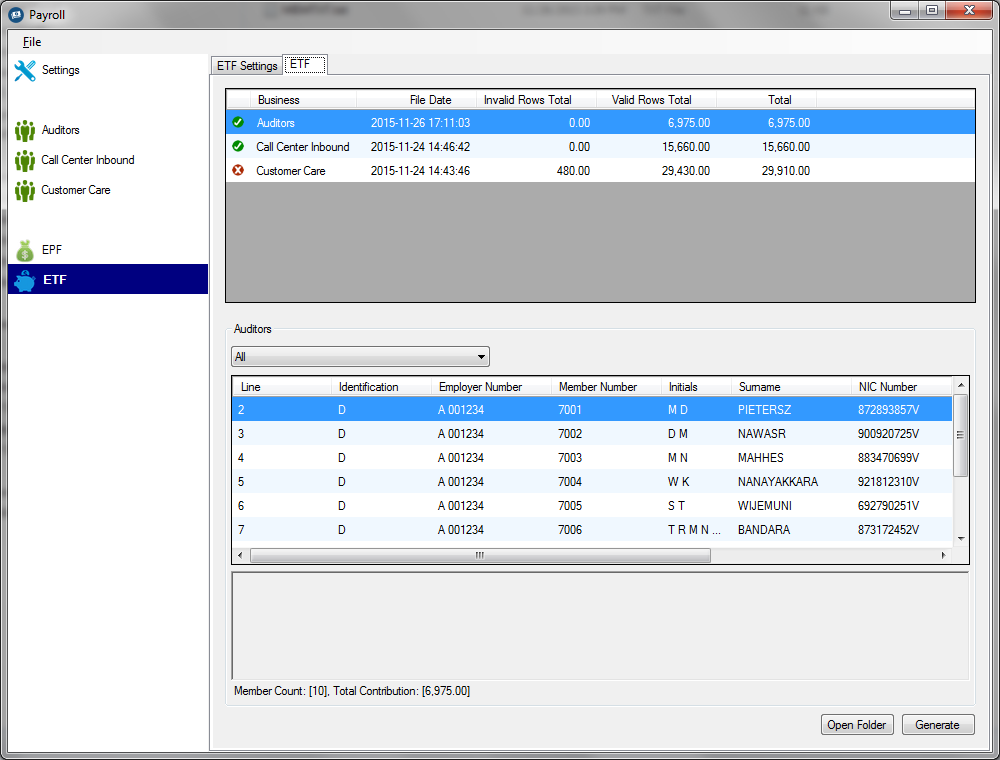 Payroll
File
Settings
Auditors
Call Center Inbound
Customer Care
EPF
ETF
ETF Settings ETF
Business File Date Invalid Rows Total Valid Rows Total Total
Auditors 2015-11-26 17:11:03 0.00 6,975.00 6,975.00
Call Center Inbound 2015-11-24 14:46:42 0.00 15,660.00 15,660.00
Customer Care 2015-11-24 14:43:46 480.00 29,430.00 29,910.00
Auditors
All
Line Identification Employer Number Member Number Initials Surname NIC Number
2 D A 001234 7001 M D PIETERSZ 872893857V
3 D A 001234 7002 D M NAWASR 900920725V
4 D A 001234 7003 M N MAHHES 883470699V
5 D A 001234 7004 W K NANAYAKKARA 921812310V
6 D A 001234 7005 S T WIJEMUNI 692790251V
7 D A 001234 7006 T R M N ... BANDARA 873172452V
Member Count: [10], Total Contribution: [6,975.00]
Open Folder Generate